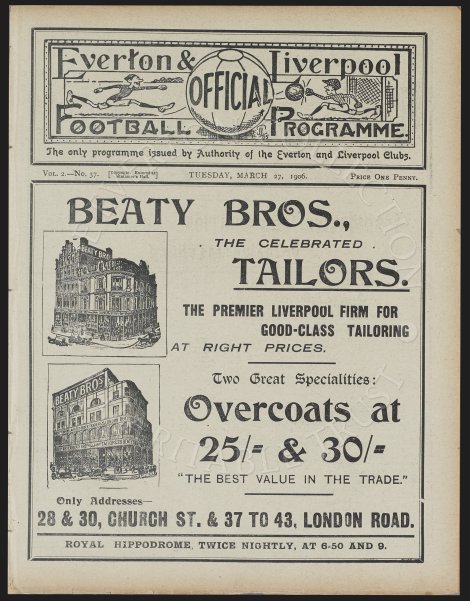 Everton &
Liverpool
OFFICIAL
FOOTBALL
PROGRAMME.
The only programme issued by Authority of the Everton and Liverpool Clubs.
VOL. 2.—No. 37.
TUESDAY, MARCH 27, 1906.
PRICE ONE PENNY.
BEATY BROS.,
THE CELEBRATED
TAILORS.
THE PREMIER LIVERPOOL FIRM FOR
GOOD-CLASS TAILORING
AT RIGHT PRICES.
BEATY BROS
Two Great Specialities:
Overcoats at
25/= & 30/=
"THE BEST VALUE IN THE TRADE."
BEATY BROS
Only Addresses—
28 & 30, CHURCH ST. & 37 TO 43, LONDON ROAD.
ROYAL HIPPODROME, TWICE NIGHTLY, AT 6-50 AND 9.